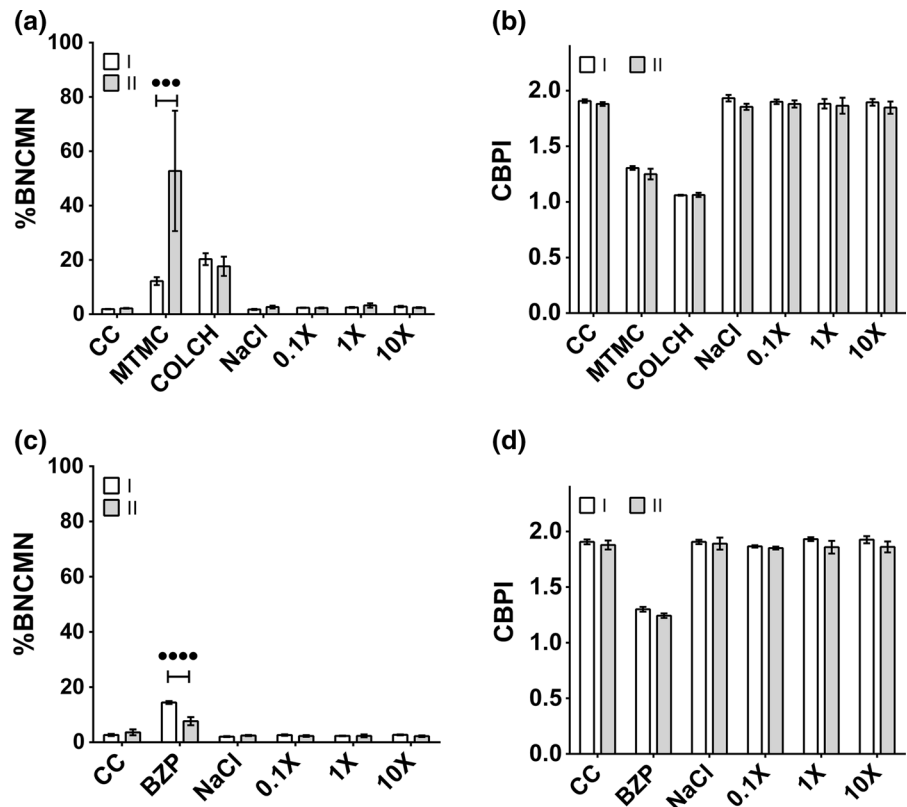 (a)
%BNCMN
100
80
60
40
20
0
I
II
•••
CC
MTMC
COLCH
NaCl
0.1X
1X
10X
(b)
CBPI
2.0
1.5
1.0
0.5
0.0
I
II
CC
MTMC
COLCH
NaCl
0.1X
1X
10X
(c)
%BNCMN
100
80
60
40
20
0
I
II
••••
CC
BZP
NaCl
0.1X
1X
10X
(d)
CBPI
2.0
1.5
1.0
0.5
0.0
I
II
CC
BZP
NaCl
0.1X
1X
10X